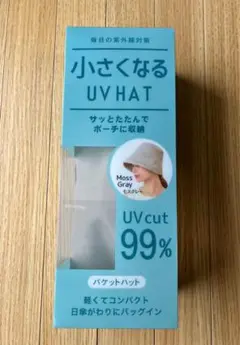 毎日の紫外線対策
小さくなる
UV HAT
サッとたたんで
ポーチに収納
Moss
Gray
モスグレー
UV cut
99%
バケットハット
軽くてコンパクト
日傘がわりにバッグイン